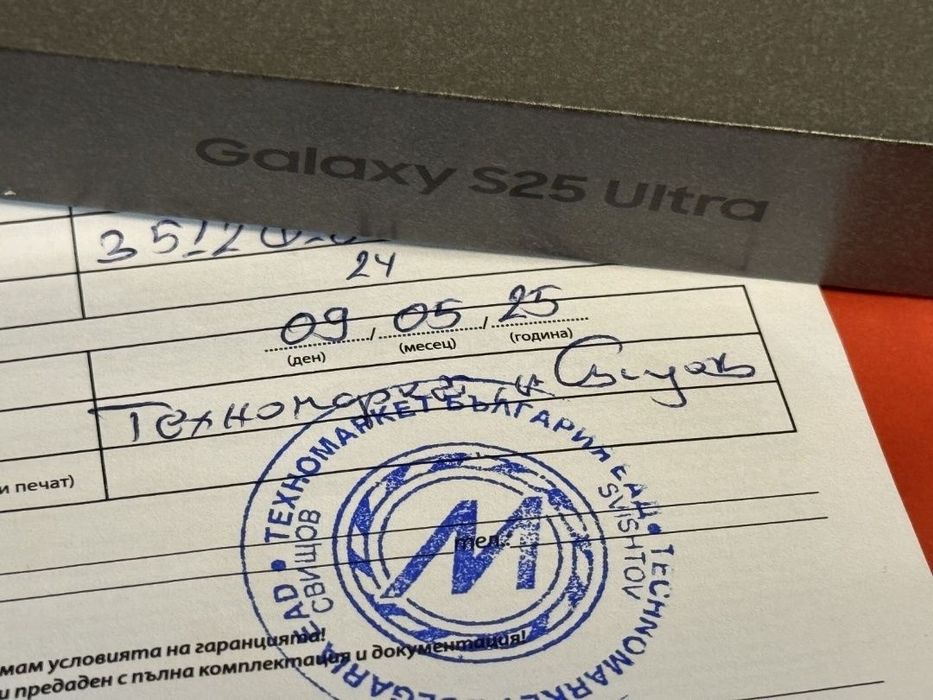 Galaxy S25 Ultra
24
09 / 05 / 25
(ден) (месец) (година)
Техномаркет Свищов
и печат)
ТЕХНОМАРКЕТ БЪЛГАРИЯ ЕАД • TECHNOMARKET BULGARIA EAD •
СВИЩОВ
SVISHTOV
M
тел.:
мам условията на гаранцията!
и предаден с пълна комплектация и документация!